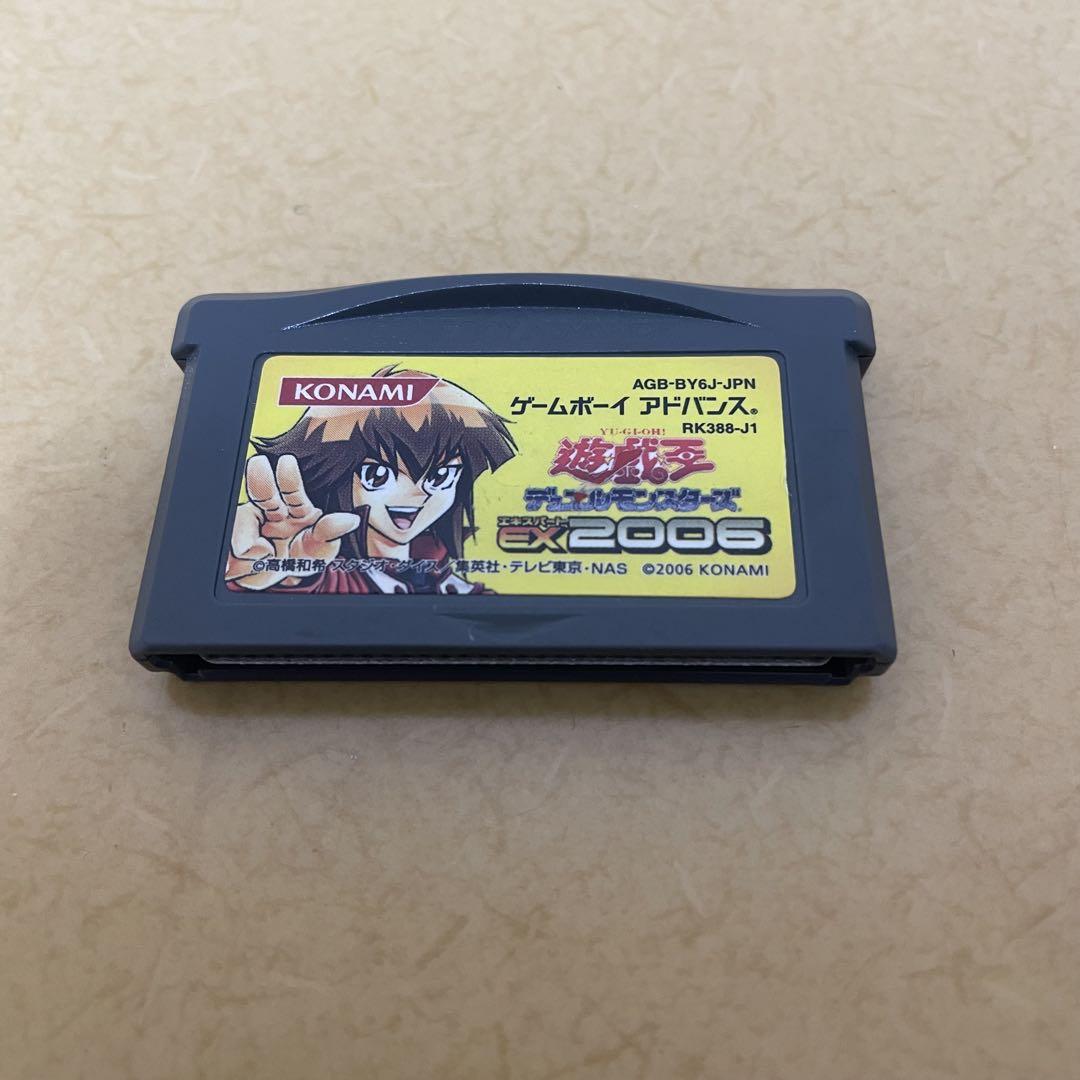 KONAMI
AGB-BY6J-JPN
ゲームボーイ アドバンス®
RK388-J1
YU-GI-OH!
遊戯王
デュエルモンスターズ
エキスパート
EX2006
©高橋和希・スタジオ・ダイス/集英社・テレビ東京・NAS ©2006 KONAMI